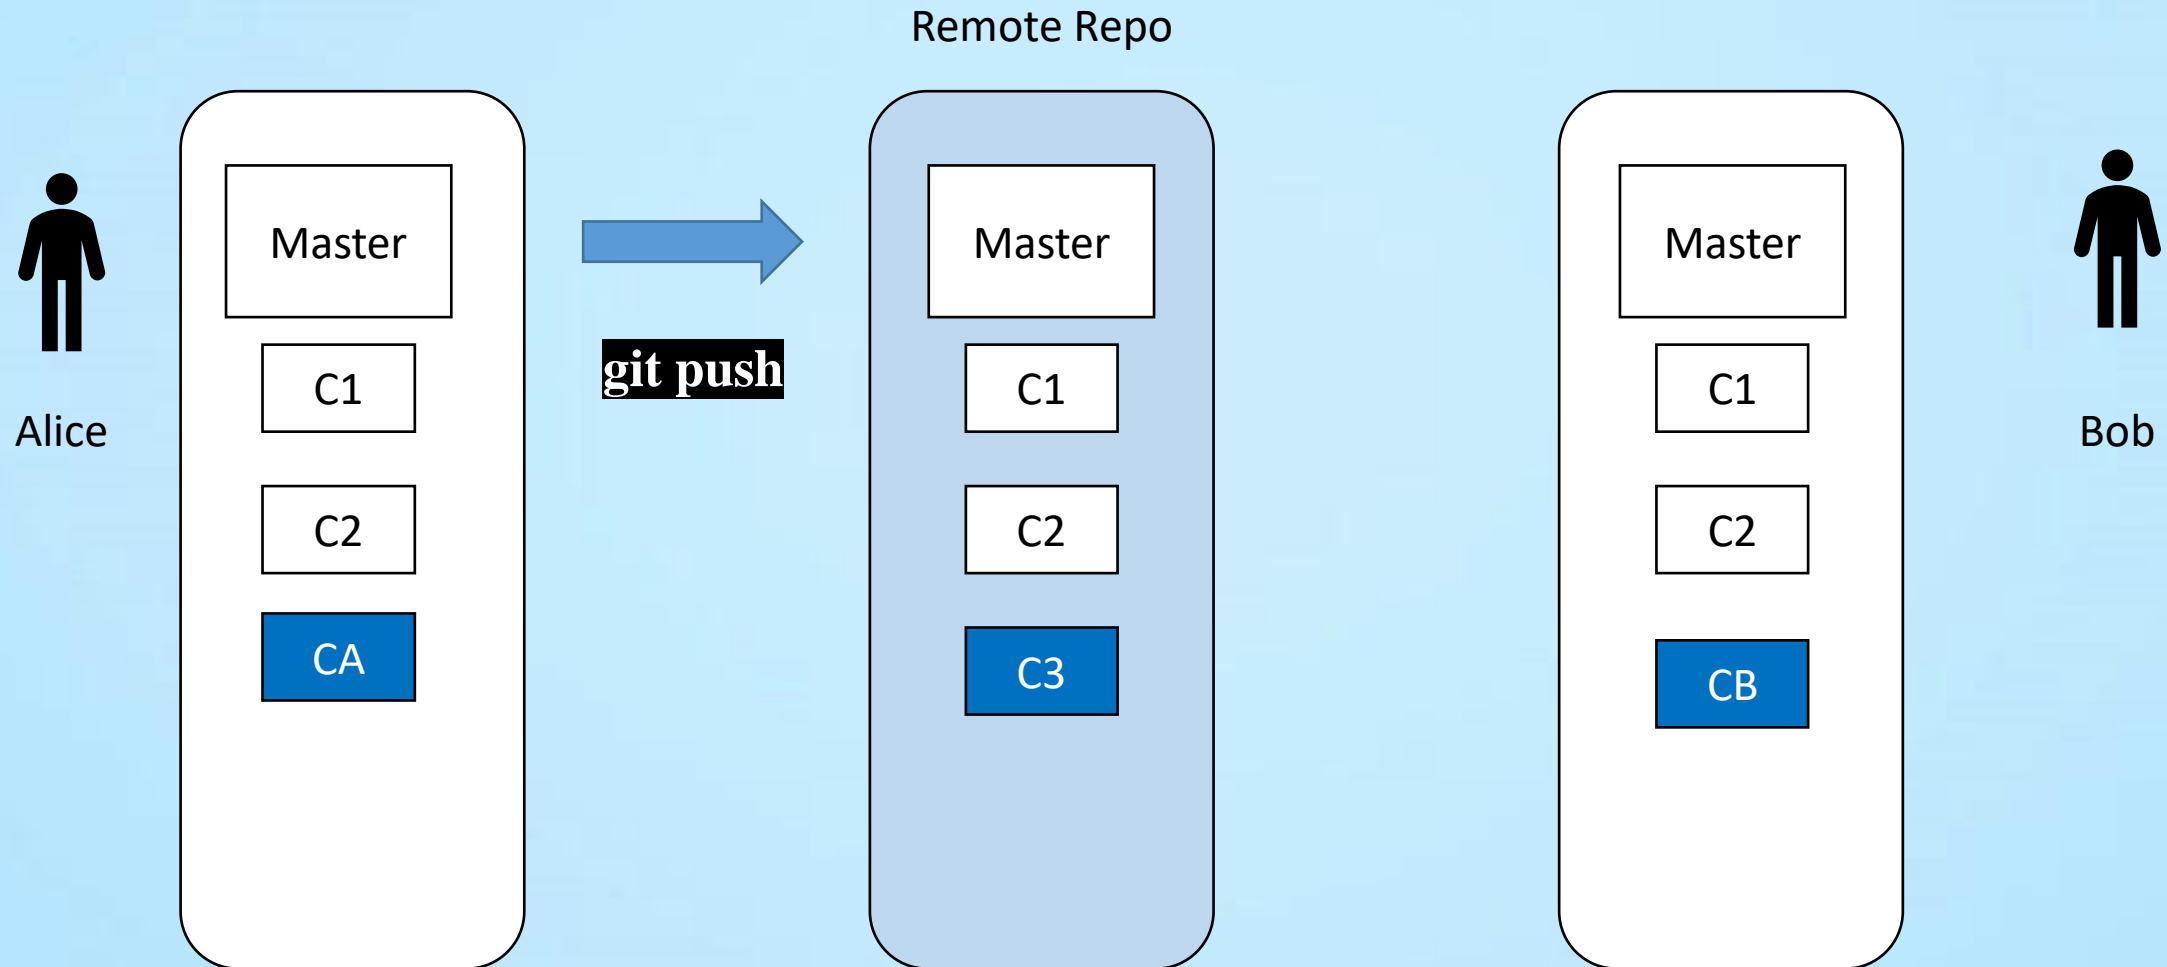 Remote Repo
Alice
Master
C1
C2
CA
git push
Master
C1
C2
C3
Master
C1
C2
CB
Bob